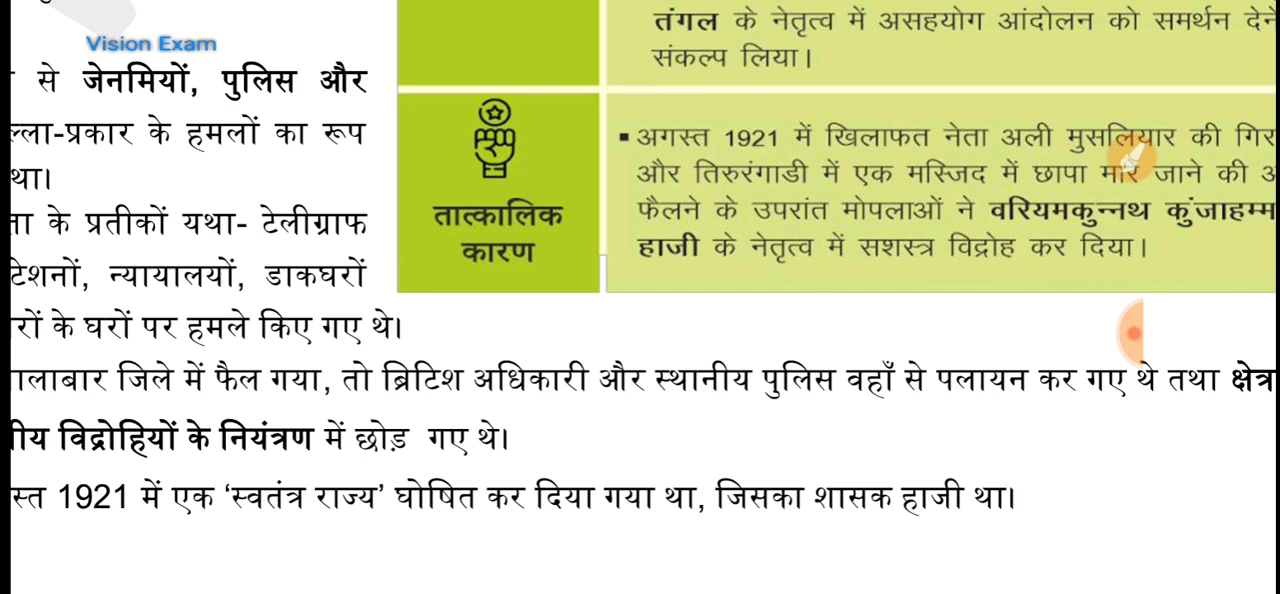 Vision Exam
से जेनमियों, पुलिस और
ल्ला-प्रकार के हमलों का रूप
था।
के प्रतीकों यथा- टेलीग्राफ
टेशनों, न्यायालयों, डाकघरों
रों के घरों पर हमले किए गए थे।
तंगल के नेतृत्व में असहयोग आंदोलन को समर्थन देने
संकल्प लिया।
तात्कालिक
कारण
▪ अगस्त 1921 में खिलाफत नेता अली मुसलियार की गिर
और तिरुरंगाडी में एक मस्जिद में छापा मारे जाने की अ
फैलने के उपरांत मोपलाओं ने वरियमकुन्नथ कुंजाहम्म
हाजी के नेतृत्व में सशस्त्र विद्रोह कर दिया।
ालाबार जिले में फैल गया, तो ब्रिटिश अधिकारी और स्थानीय पुलिस वहाँ से पलायन कर गए थे तथा क्षेत्र
ीय विद्रोहियों के नियंत्रण में छोड़ गए थे।
स्त 1921 में एक ‘स्वतंत्र राज्य’ घोषित कर दिया गया था, जिसका शासक हाजी था।